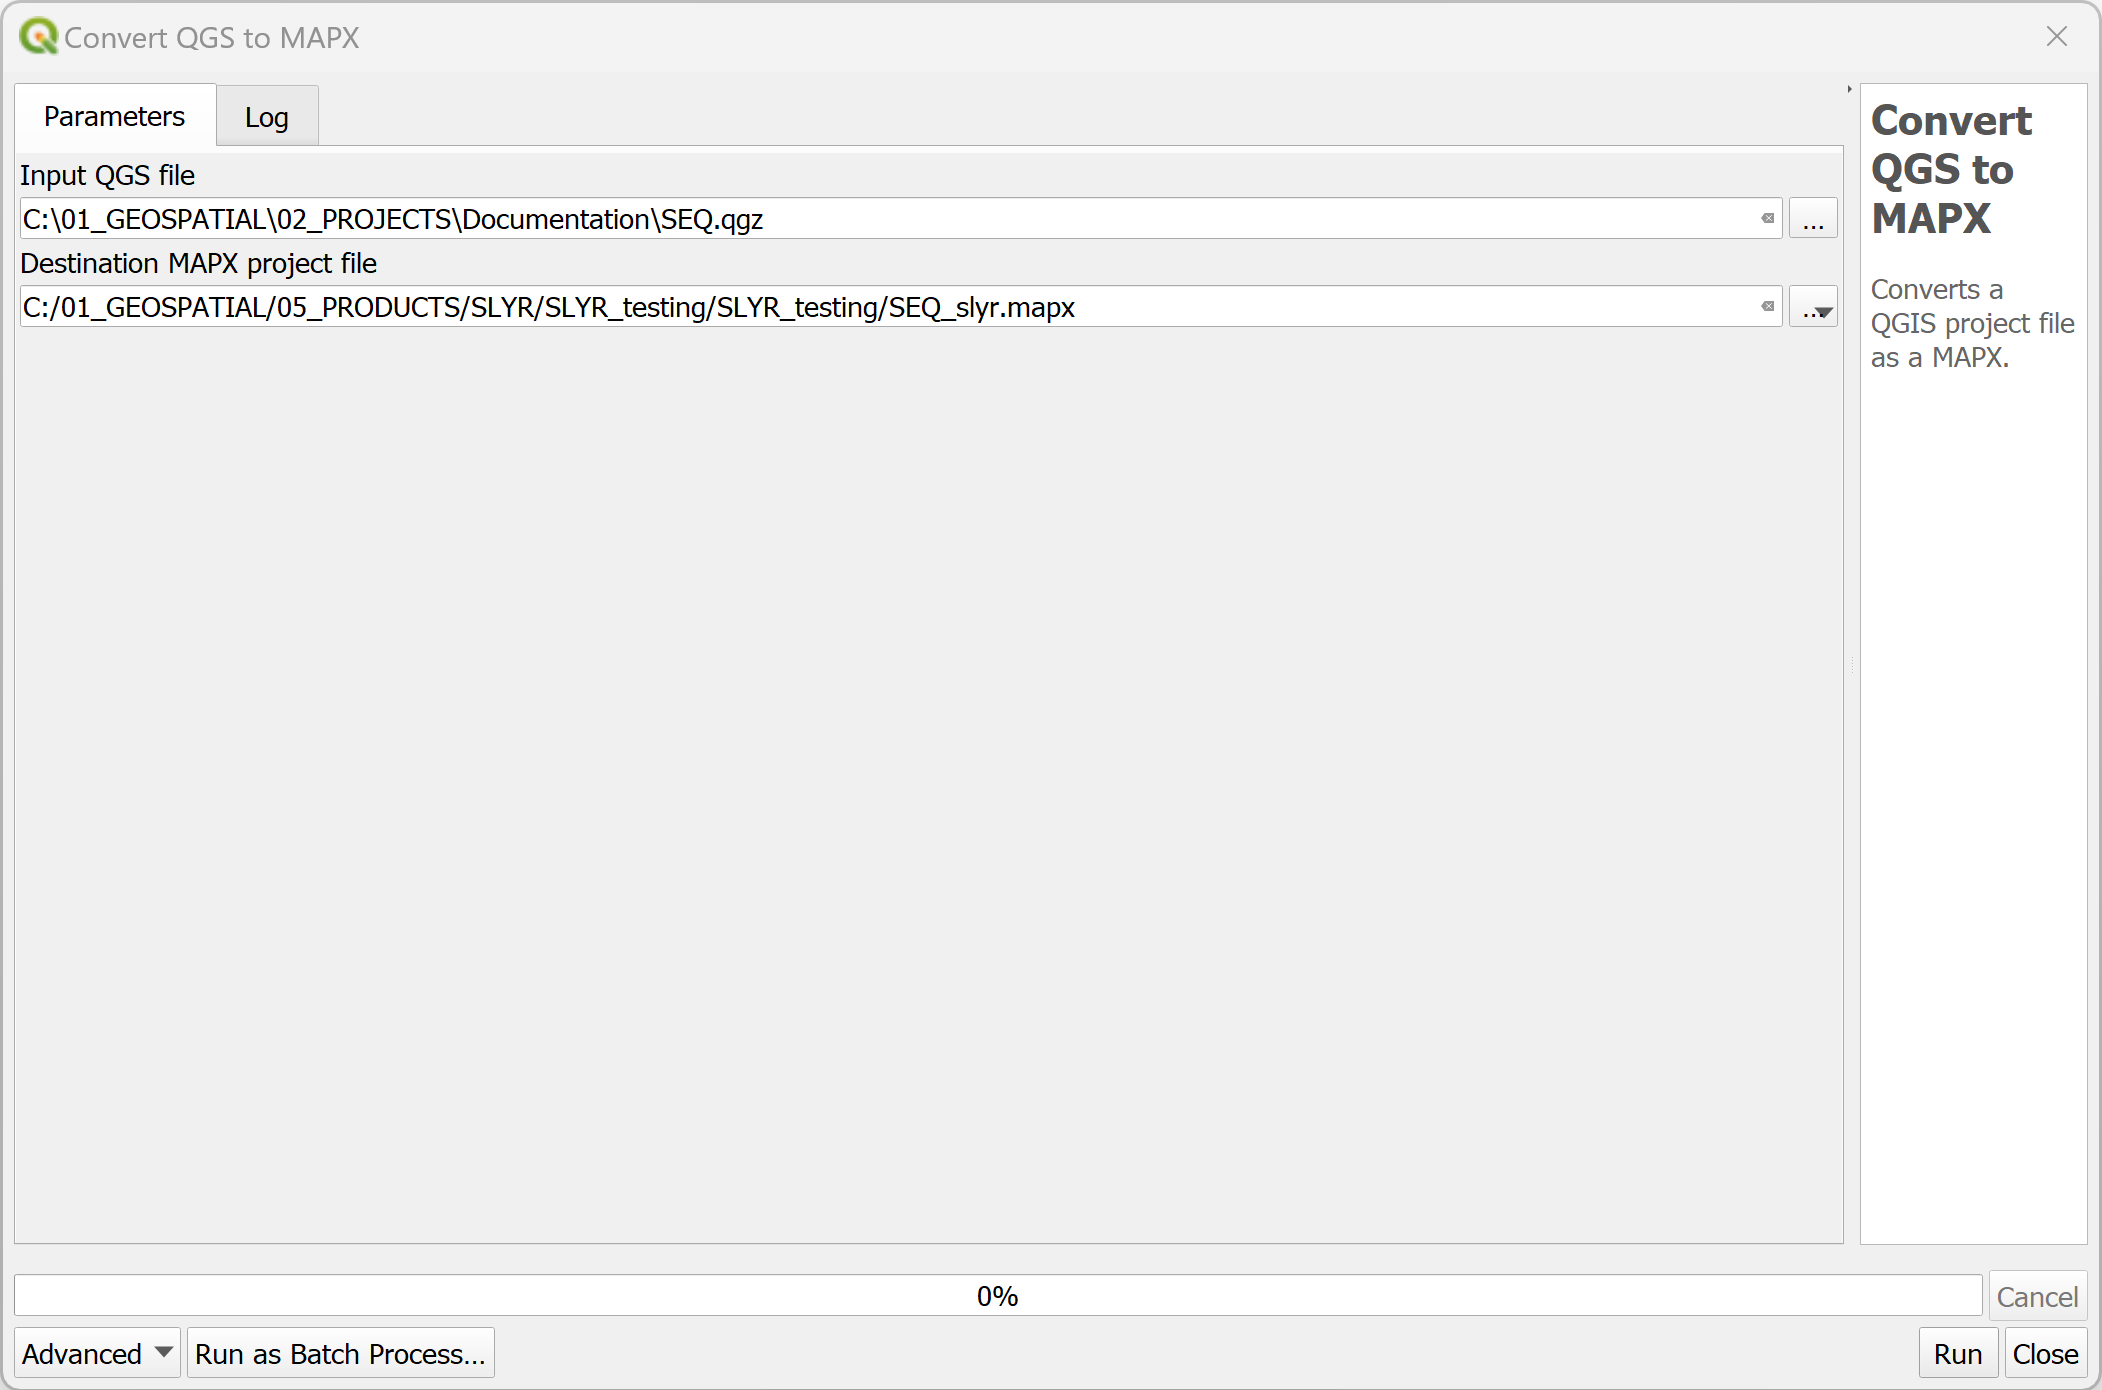 Convert QGS to MAPX
Parameters
Log
Input QGS file
C:\01_GEOSPATIAL\02_PROJECTS\Documentation\SEQ.qgz
...
Destination MAPX project file
C:/01_GEOSPATIAL/05_PRODUCTS/SLYR/SLYR_testing/SLYR_testing/SEQ_slyr.mapx
...
Convert
QGS to
MAPX
Converts a
QGIS project file
as a MAPX.
0%
Cancel
Advanced
Run as Batch Process...
Run
Close